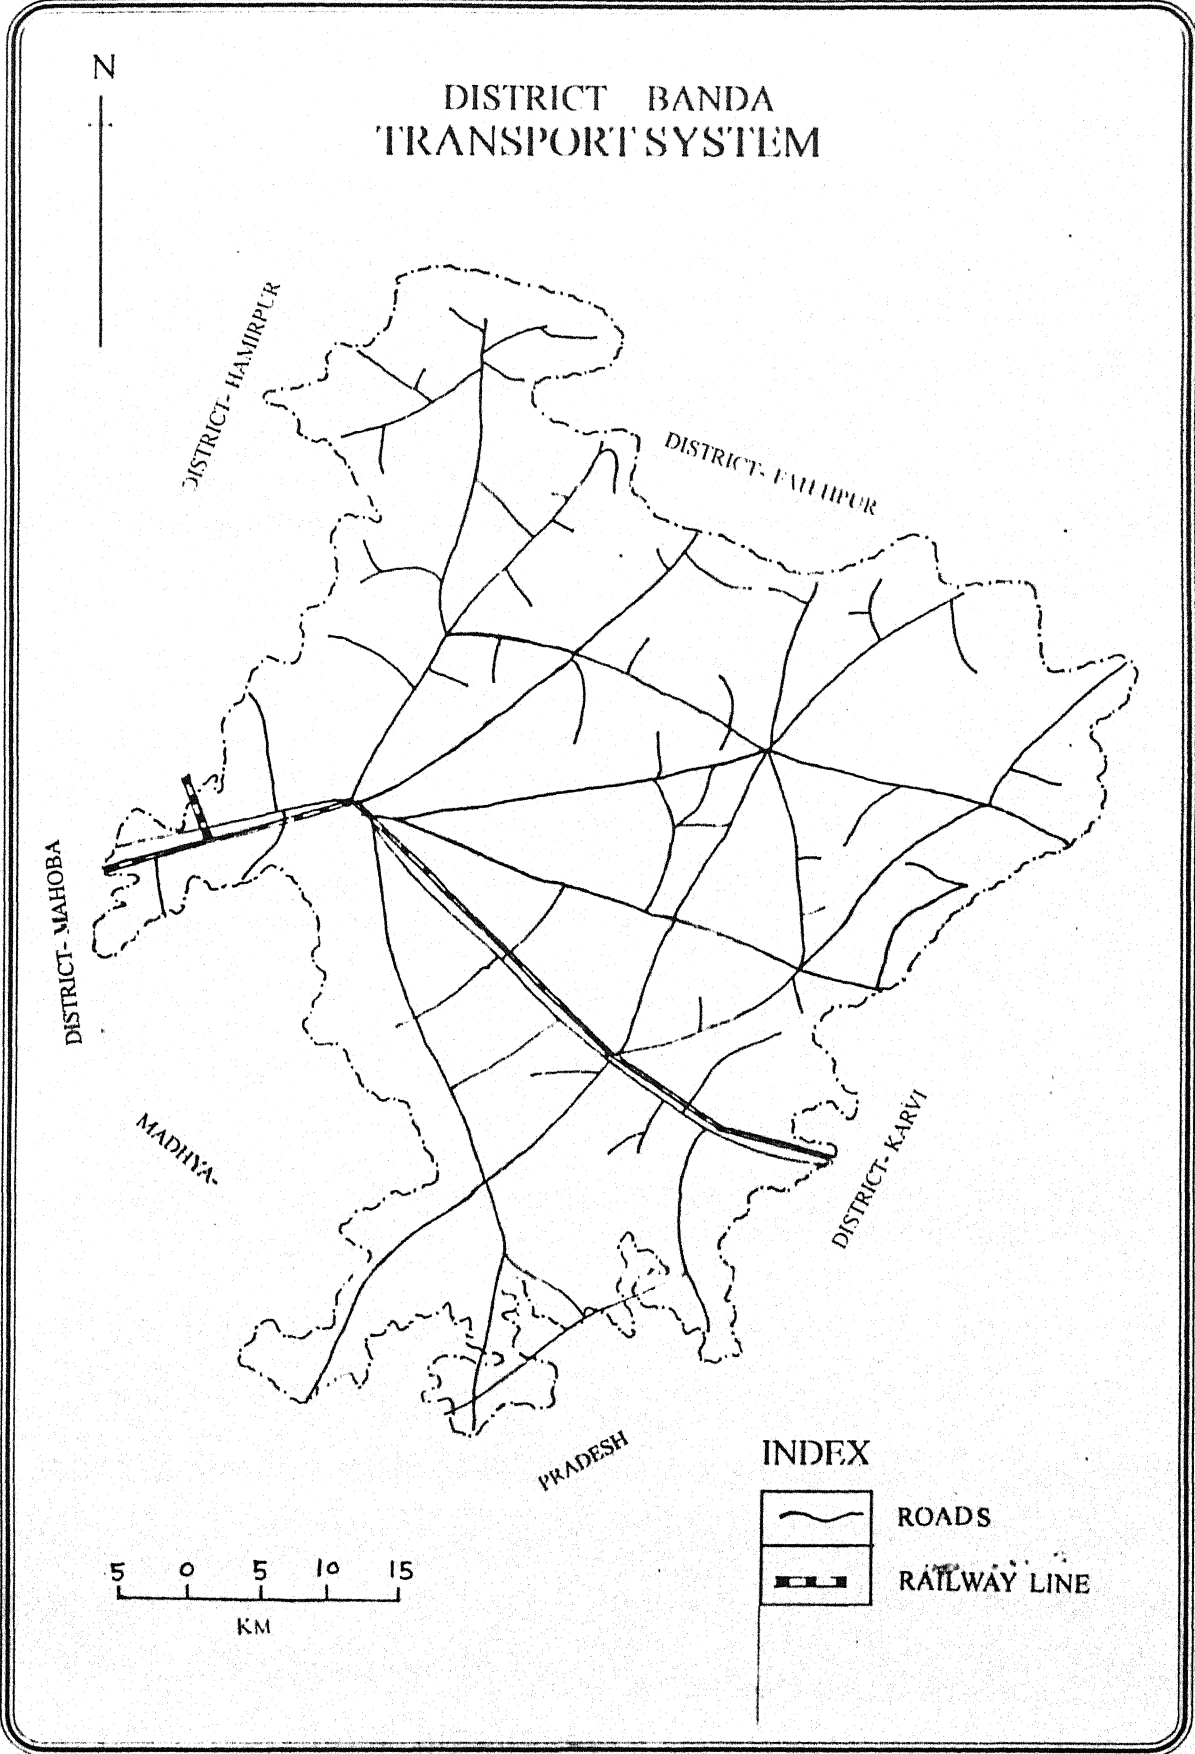 N
DISTRICT BANDA
TRANSPORT SYSTEM
DISTRICT- HAMIRPUR
DISTRICT-
DISTRICT- MAHOBA
MADHYA-
DISTRICT- KARVI
PRADESH
INDEX
ROADS
RAILWAY LINE
5 0 5 10 15
KM